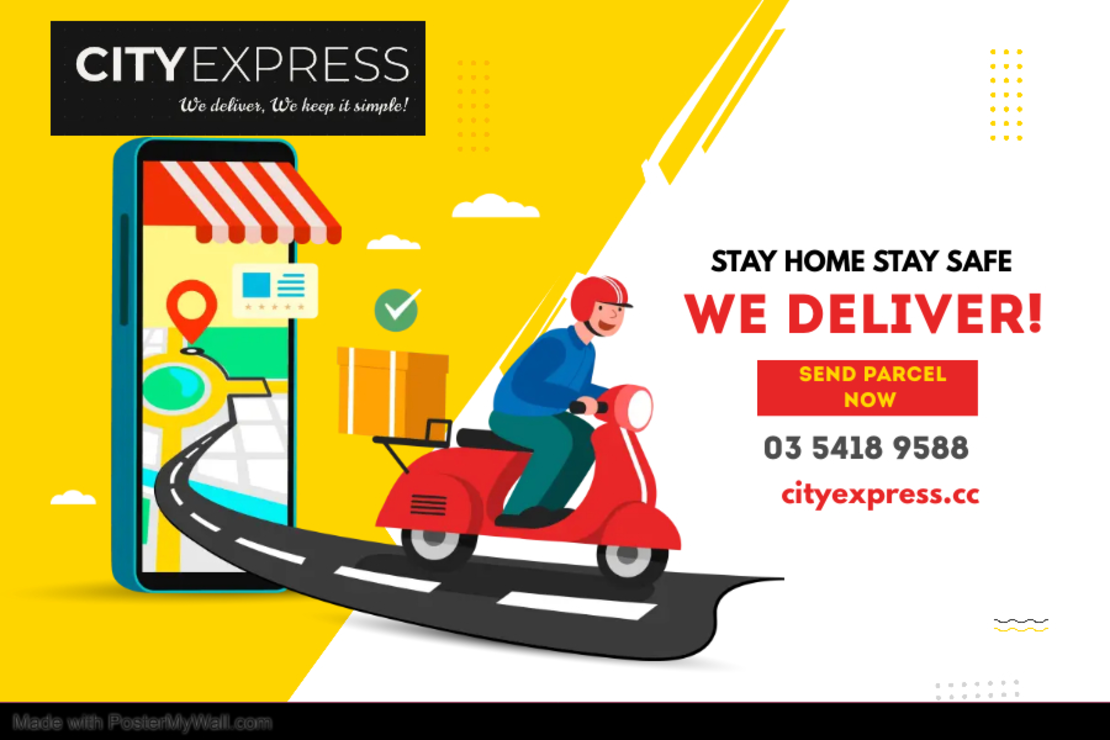 CITYEXPRESS
We deliver, We keep it simple!
STAY HOME STAY SAFE
WE DELIVER!
SEND PARCEL
NOW
03 5418 9588
cityexpress.cc
Made with PosterMyWall.com